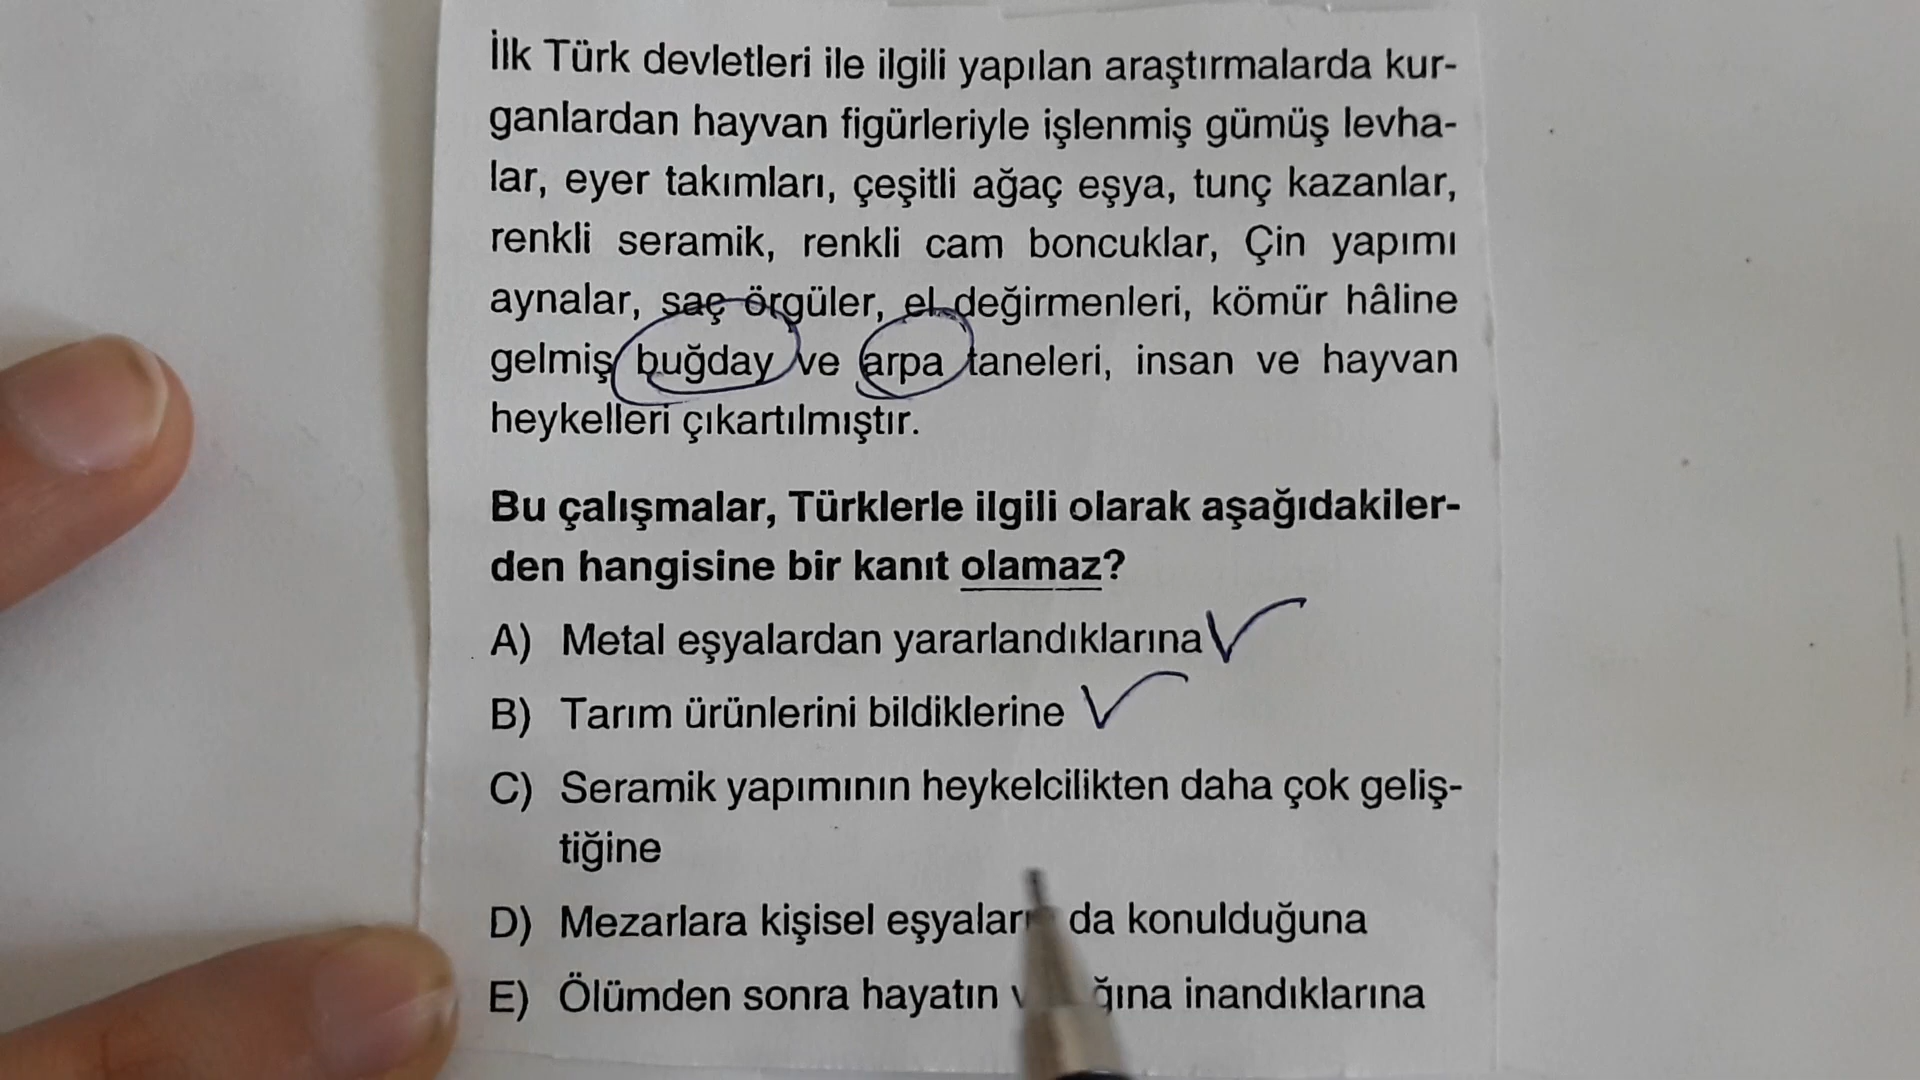 İlk Türk devletleri ile ilgili yapılan araştırmalarda kur-
ganlardan hayvan figürleriyle işlenmiş gümüş levha-
lar, eyer takımları, çeşitli ağaç eşya, tunç kazanlar,
renkli seramik, renkli cam boncuklar, Çin yapımı
aynalar, saç örgüler, el değirmenleri, kömür hâline
gelmiş buğday ve arpa taneleri, insan ve hayvan
heykelleri çıkartılmıştır.
Bu çalışmalar, Türklerle ilgili olarak aşağıdakiler-
den hangisine bir kanıt olamaz?
A) Metal eşyalardan yararlandıklarına
B) Tarım ürünlerini bildiklerine
C) Seramik yapımının heykelcilikten daha çok geliş-
tiğine
D) Mezarlara kişisel da konulduğuna
E) Ölümden sonra hayatın inandıklarına